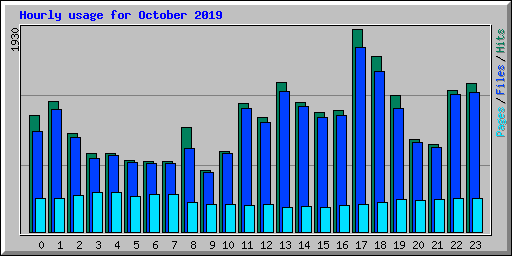 Hourly usage for October 2019
1930
Pages/Files/Hits
0 1 2 3 4 5 6 7 8 9 10 11 12 13 14 15 16 17 18 19 20 21 22 23